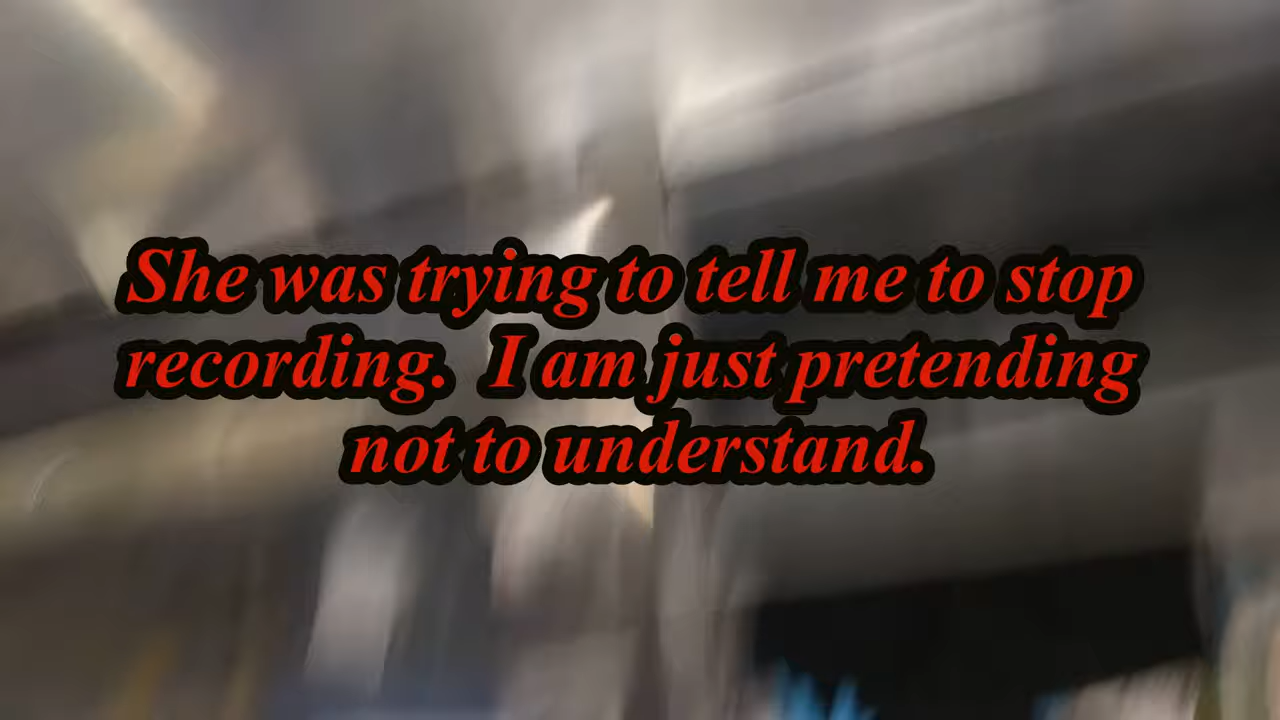 She was trying to tell me to stop
recording.  I am just pretending
not to understand.